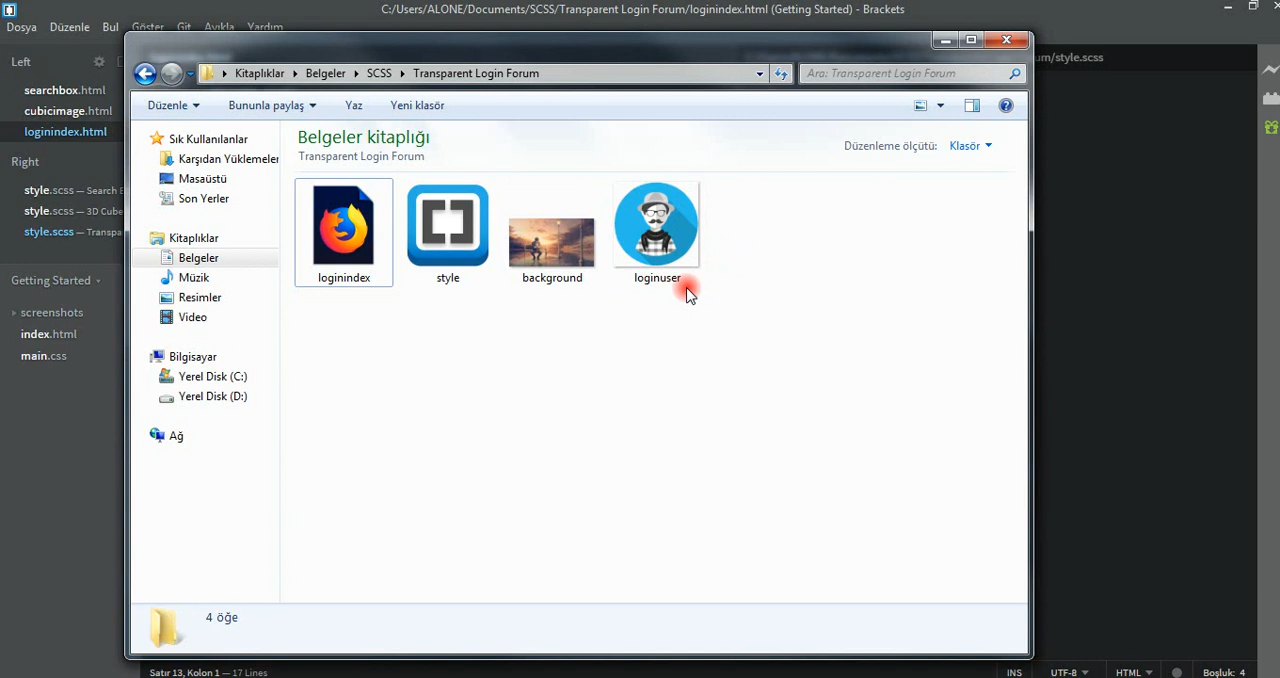 C:/Users/ALONE/Documents/SCSS/Transparent Login Forum/loginindex.html (Getting Started) - Brackets
Dosya Düzenle Bul Göster Git Ayıkla Yardım
Left
searchbox.html
cubicimage.html
loginindex.html
Right
style.scss — Search B
style.scss — 3D Cube
style.scss — Transpa
Getting Started
screenshots
index.html
main.css
um/style.scss
Kitaplıklar Belgeler SCSS Transparent Login Forum
Ara: Transparent Login Forum
Düzenle Bununla paylaş Yaz Yeni klasör
Sık Kullanılanlar
Karşıdan Yüklemeler
Masaüstü
Son Yerler
Kitaplıklar
Belgeler
Müzik
Resimler
Video
Bilgisayar
Yerel Disk (C:)
Yerel Disk (D:)
Ağ
Belgeler kitaplığı
Transparent Login Forum
Düzenleme ölçütü: Klasör
loginindex style background loginuser
4 öğe
Satır 13, Kolon 1 — 17 Lines
INS UTF-8 HTML Boşluk: 4